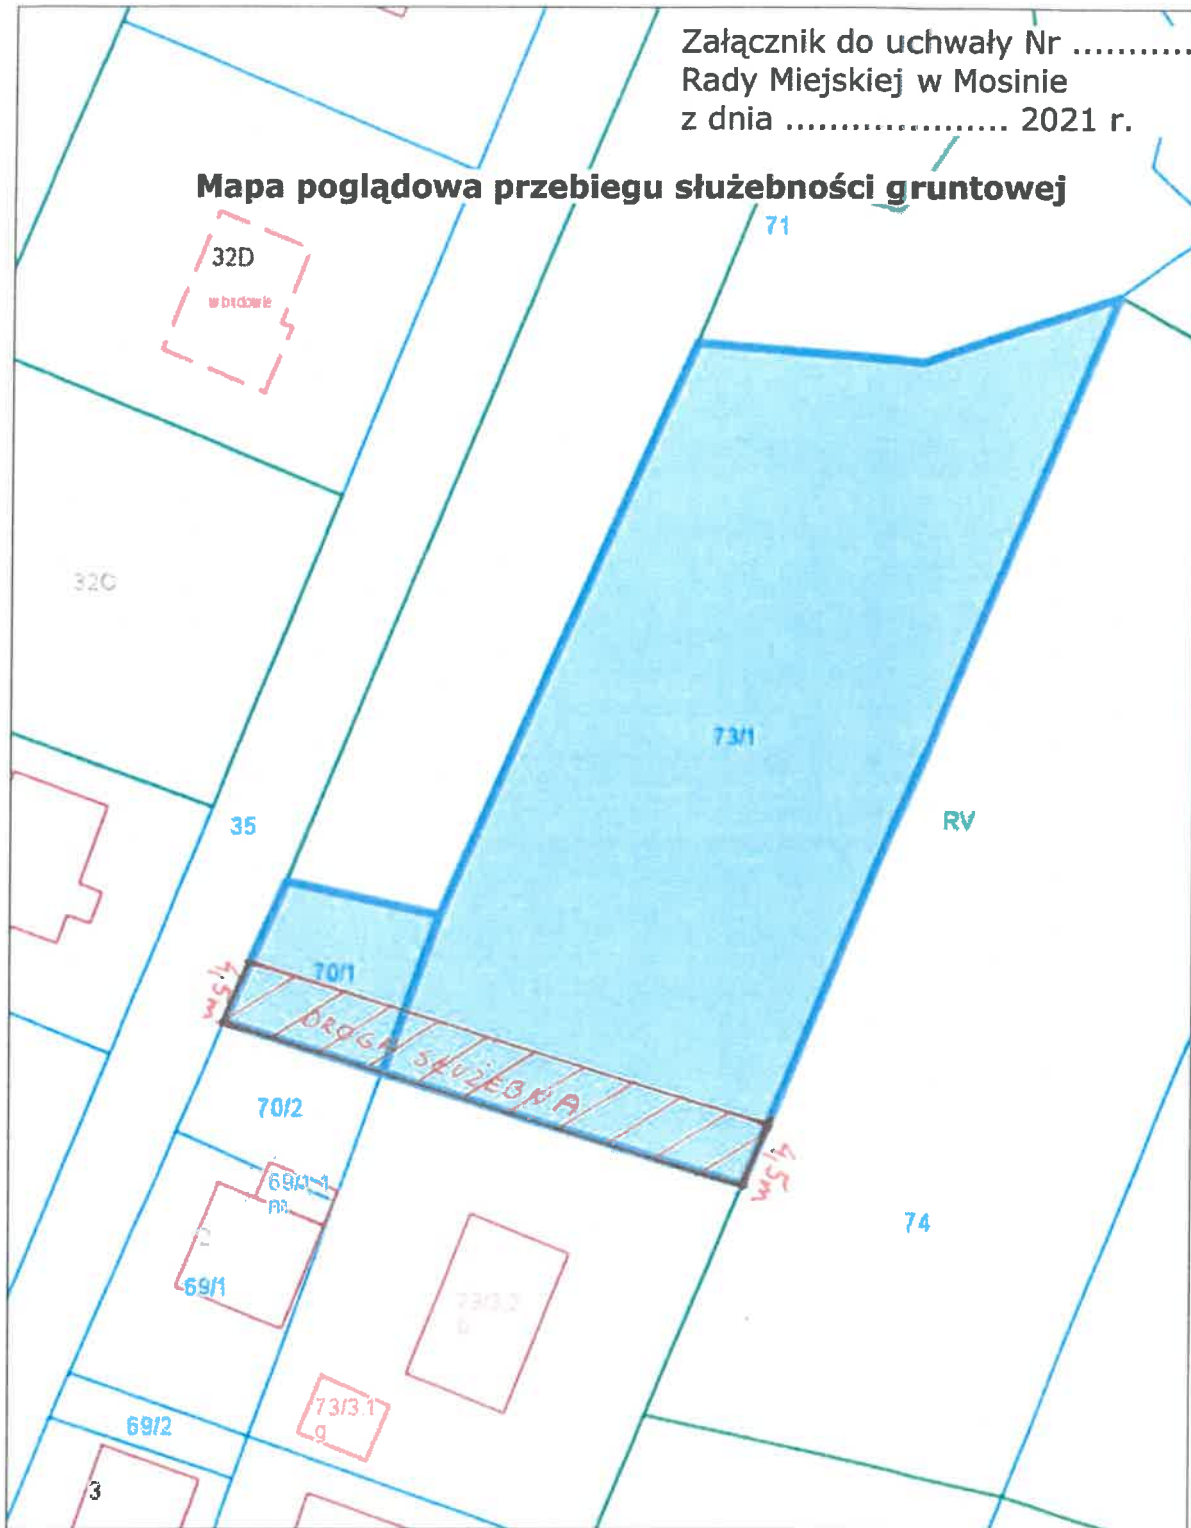 Załącznik do uchwały Nr ...........
Rady Miejskiej w Mosinie
z dnia .................... 2021 r.
Mapa poglądowa przebiegu służebności gruntowej
71
32D
w budowie
32C
73/1
35
RV
70/1
4,5m
DROGA SŁUŻEBNA
70/2
4,5m
74
69/1
73/3.1
g
69/2
3